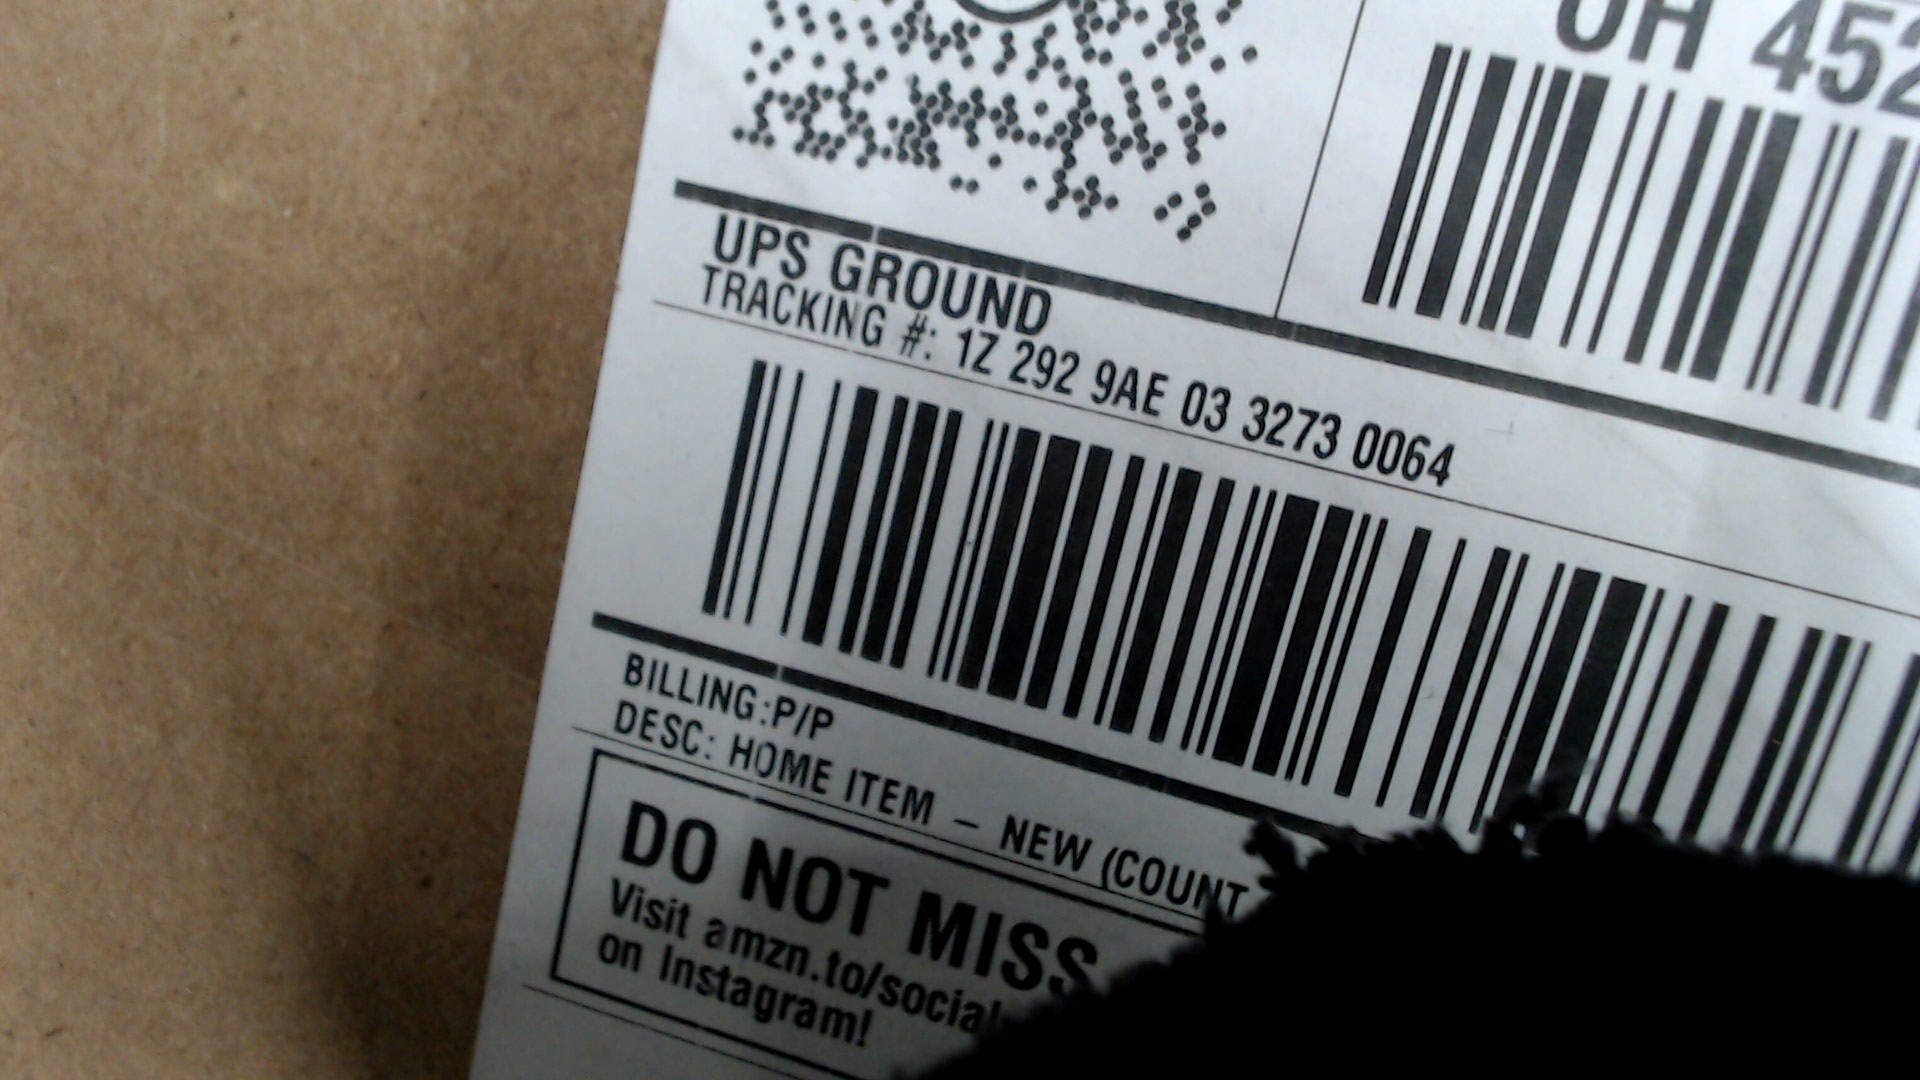 OH 452
UPS GROUND
TRACKING #: 1Z 292 9AE 03 3273 0064
BILLING:P/P
DESC: HOME ITEM – NEW (COUNT
DO NOT MISS
Visit amzn.to/social
on Instagram!